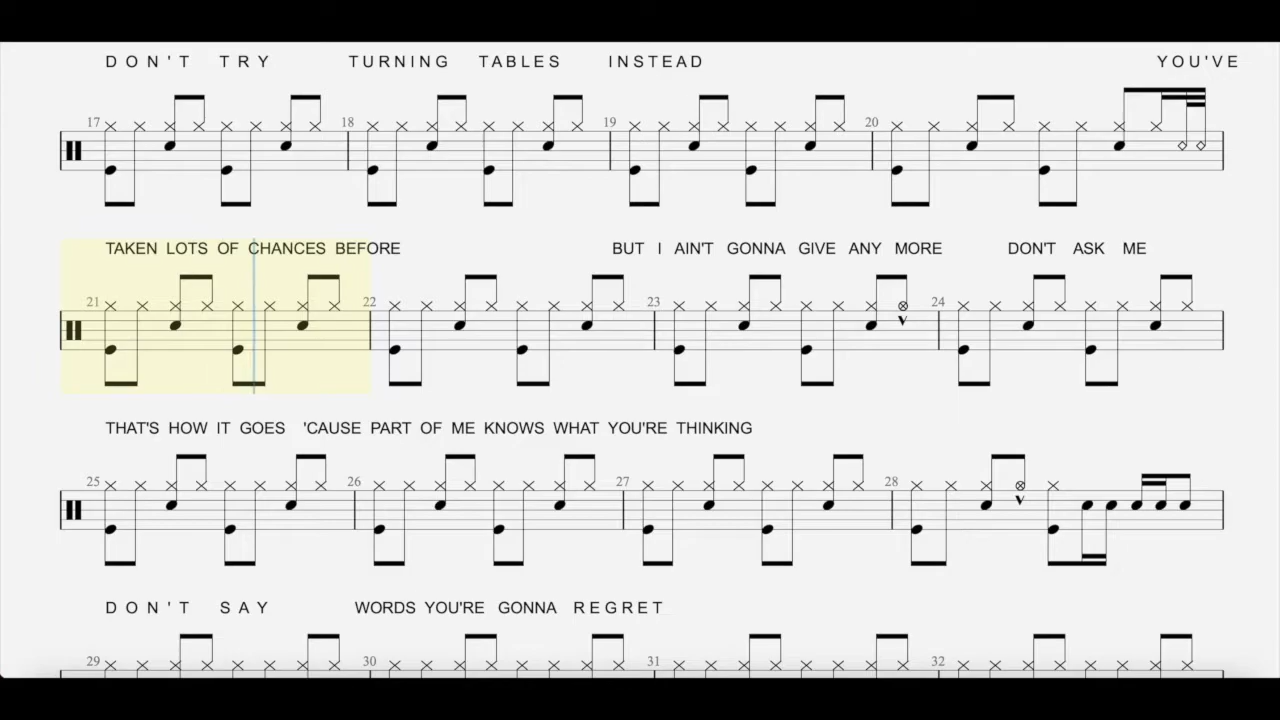 DON'T TRY TURNING TABLES INSTEAD YOU'VE
17 18 19 20
TAKEN LOTS OF CHANCES BEFORE BUT I AIN'T GONNA GIVE ANY MORE DON'T ASK ME
21 22 23 24
THAT'S HOW IT GOES 'CAUSE PART OF ME KNOWS WHAT YOU'RE THINKING
25 26 27 28
DON'T SAY WORDS YOU'RE GONNA REGRET
29 30 31 32